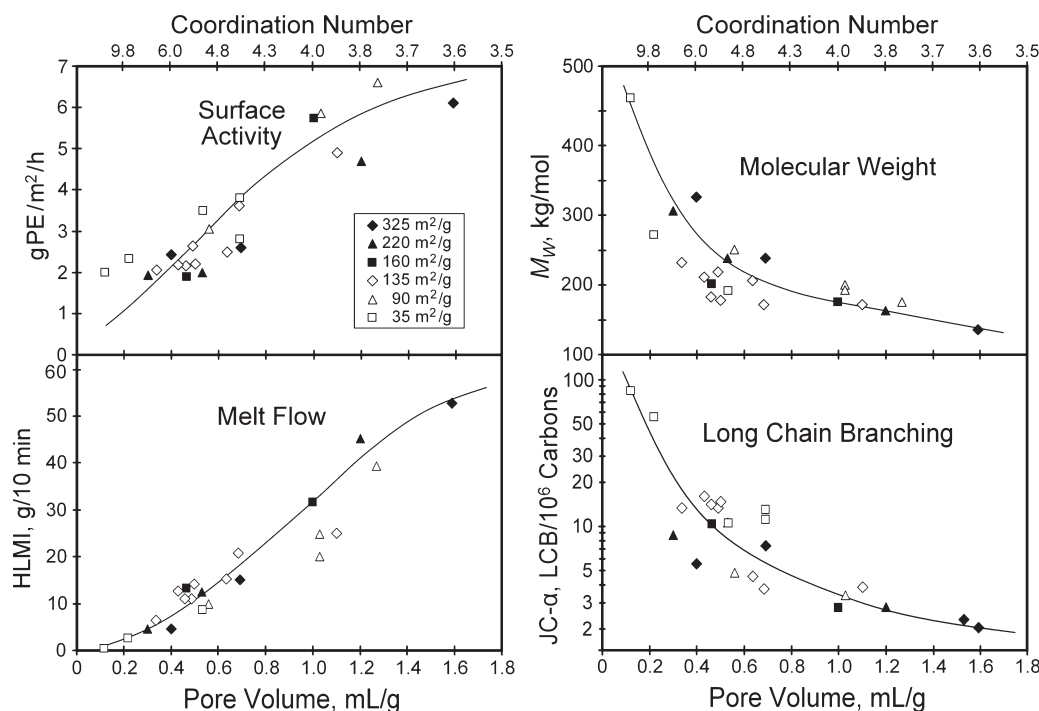 Coordination Number
9.8 6.0 4.8 4.3 4.0 3.8 3.7 3.6 3.5
7
6
5
4
3
2
1
0
gPE/m²/h
Surface
Activity
325 m²/g
220 m²/g
160 m²/g
135 m²/g
90 m²/g
35 m²/g
60
50
40
30
20
10
0
HLMI, g/10 min
Melt Flow
0 0.2 0.4 0.6 0.8 1.0 1.2 1.4 1.6 1.8
Pore Volume, mL/g
Coordination Number
9.8 6.0 4.8 4.3 4.0 3.8 3.7 3.6 3.5
500
300
200
100
M_W, kg/mol
Molecular Weight
100
50
30
20
10
5
3
2
JC-α, LCB/10⁶ Carbons
Long Chain Branching
0 0.2 0.4 0.6 0.8 1.0 1.2 1.4 1.6 1.8
Pore Volume, mL/g